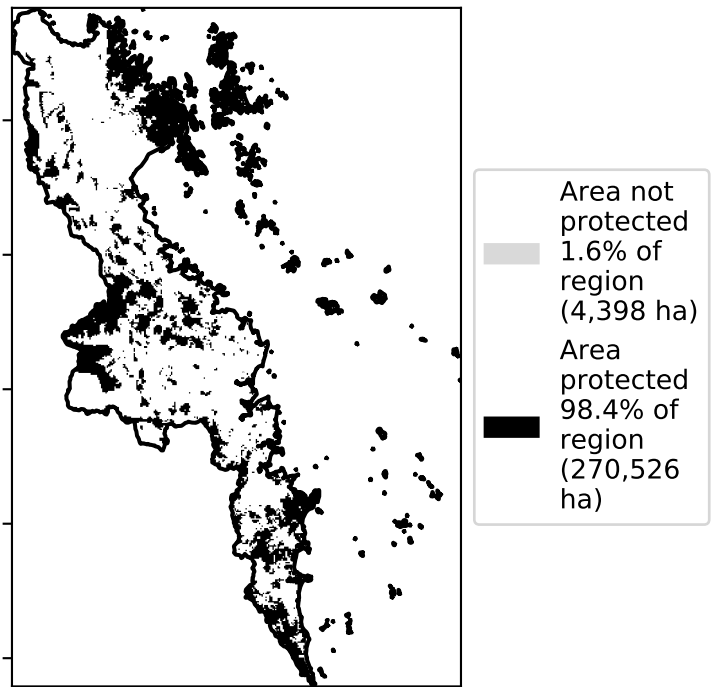 Area not
protected
1.6% of
region
(4,398 ha)
Area
protected
98.4% of
region
(270,526
ha)